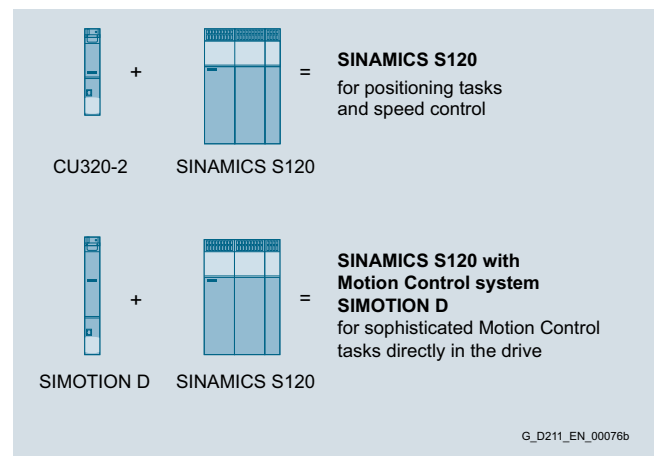 +
=
SINAMICS S120
for positioning tasks
and speed control
CU320-2
SINAMICS S120
+
=
SINAMICS S120 with
Motion Control system
SIMOTION D
for sophisticated Motion Control
tasks directly in the drive
SIMOTION D
SINAMICS S120
G_D211_EN_00076b